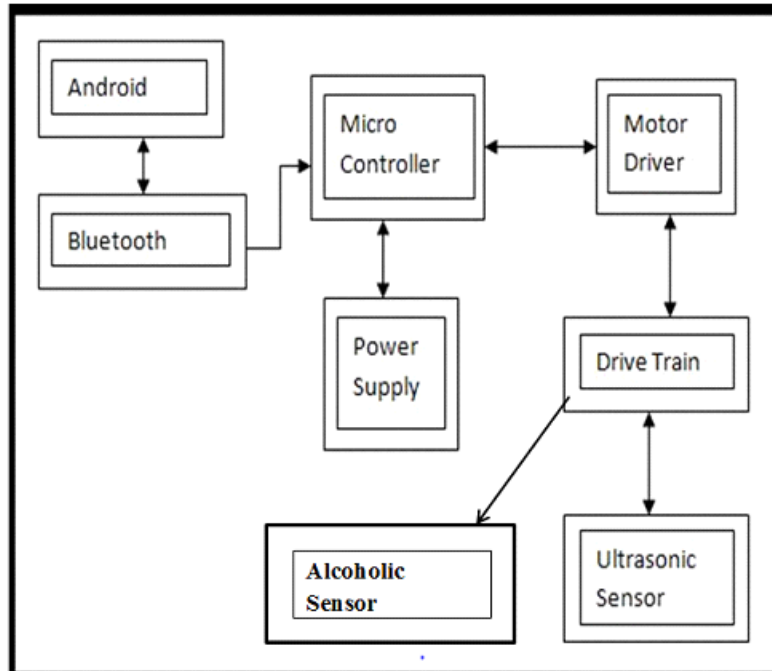 Android
Bluetooth
Micro
Controller
Motor
Driver
Power
Supply
Drive Train
Alcoholic
Sensor
Ultrasonic
Sensor